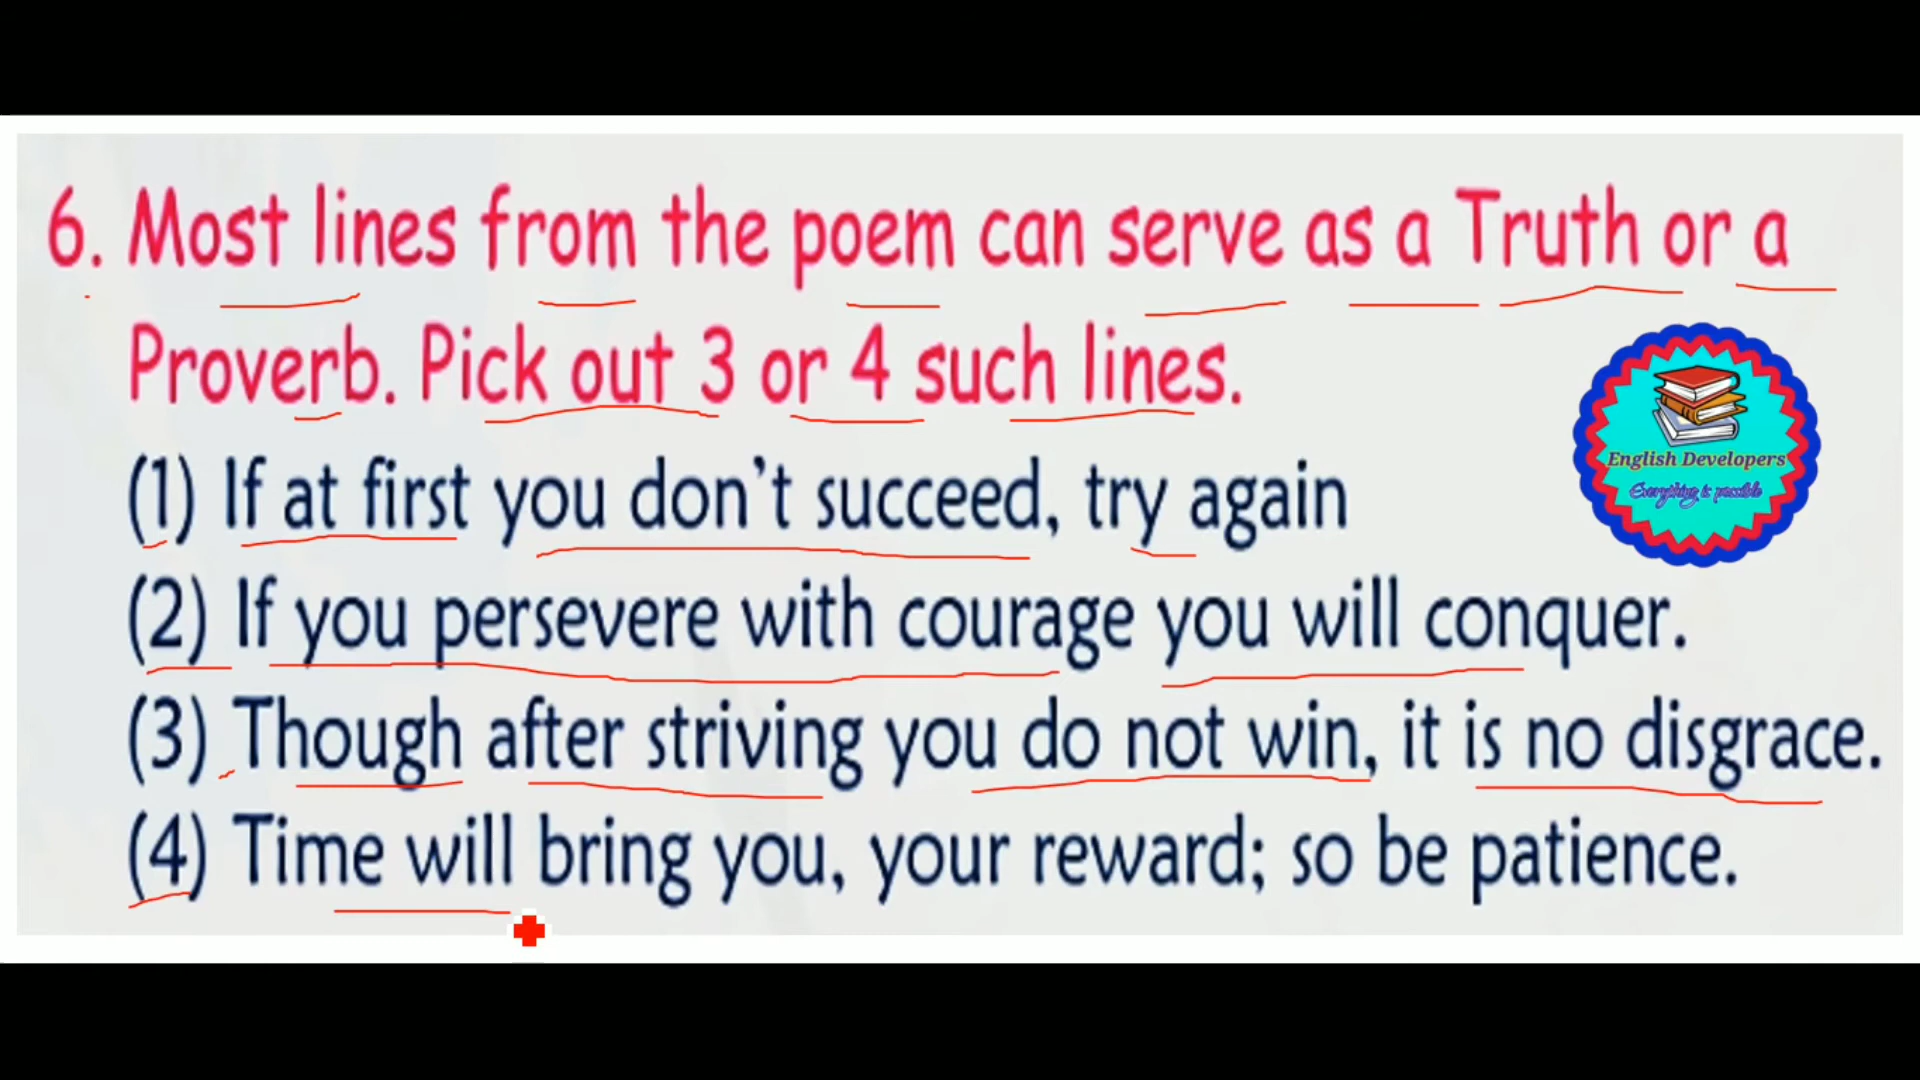 6. Most lines from the poem can serve as a Truth or a
Proverb. Pick out 3 or 4 such lines.
(1) If at first you don't succeed, try again
(2) If you persevere with courage you will conquer.
(3) Though after striving you do not win, it is no disgrace.
(4) Time will bring you, your reward; so be patience.
English Developers
Everything is possible